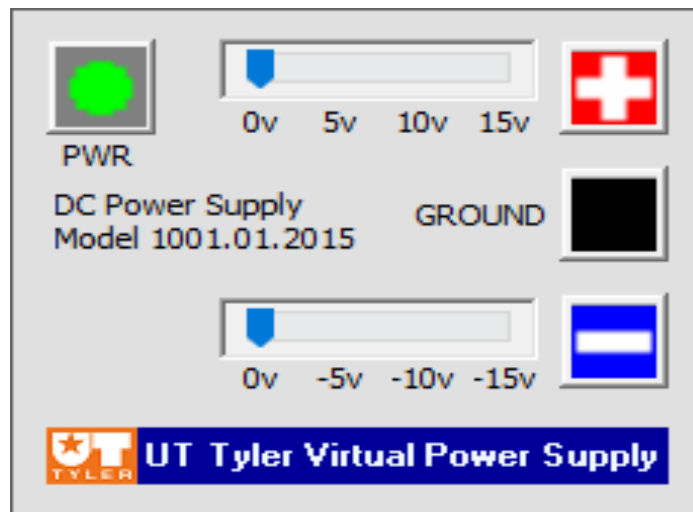 0v 5v 10v 15v
PWR
DC Power Supply
Model 1001.01.2015
GROUND
0v -5v -10v -15v
UT TYLER
UT Tyler Virtual Power Supply